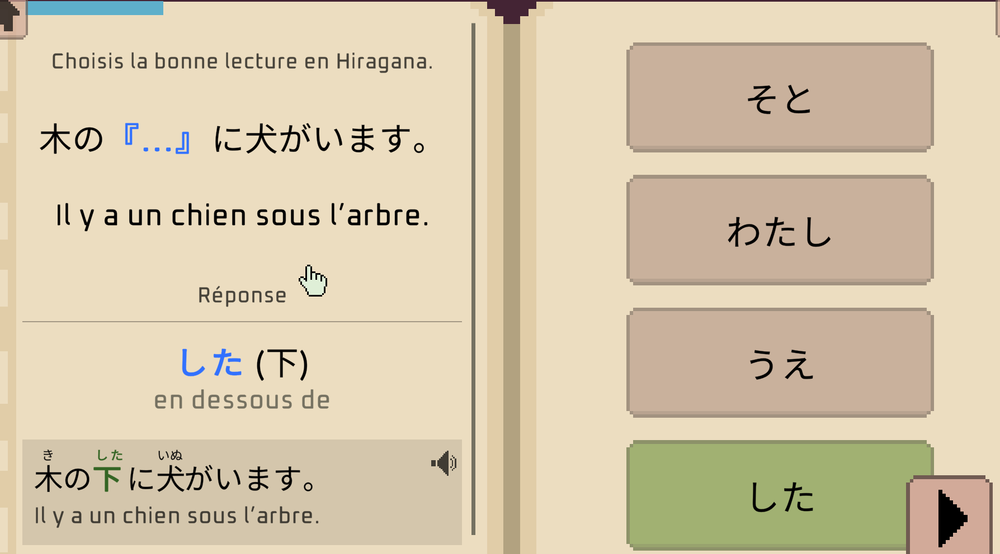 Choisis la bonne lecture en Hiragana.
木の『...』に犬がいます。
Il y a un chien sous l'arbre.
Réponse
した (下)
en dessous de
き した いぬ
木の下に犬がいます。
Il y a un chien sous l'arbre.
そと
わたし
うえ
した